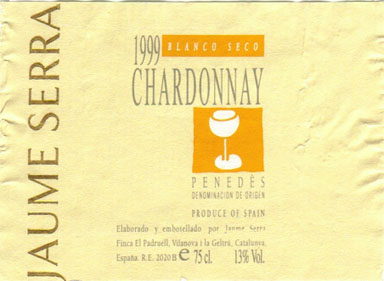 JAUME SERRA
1999 BLANCO SECO
CHARDONNAY
PENEDÈS
DENOMINACIÓN DE ORIGEN
PRODUCE OF SPAIN
Elaborado y embotellado por Jaume Serra
Finca El Padruell, Vilanova i la Geltrú, Catalunya,
España. R.E. 2020 B e 75 cl. 13% Vol.